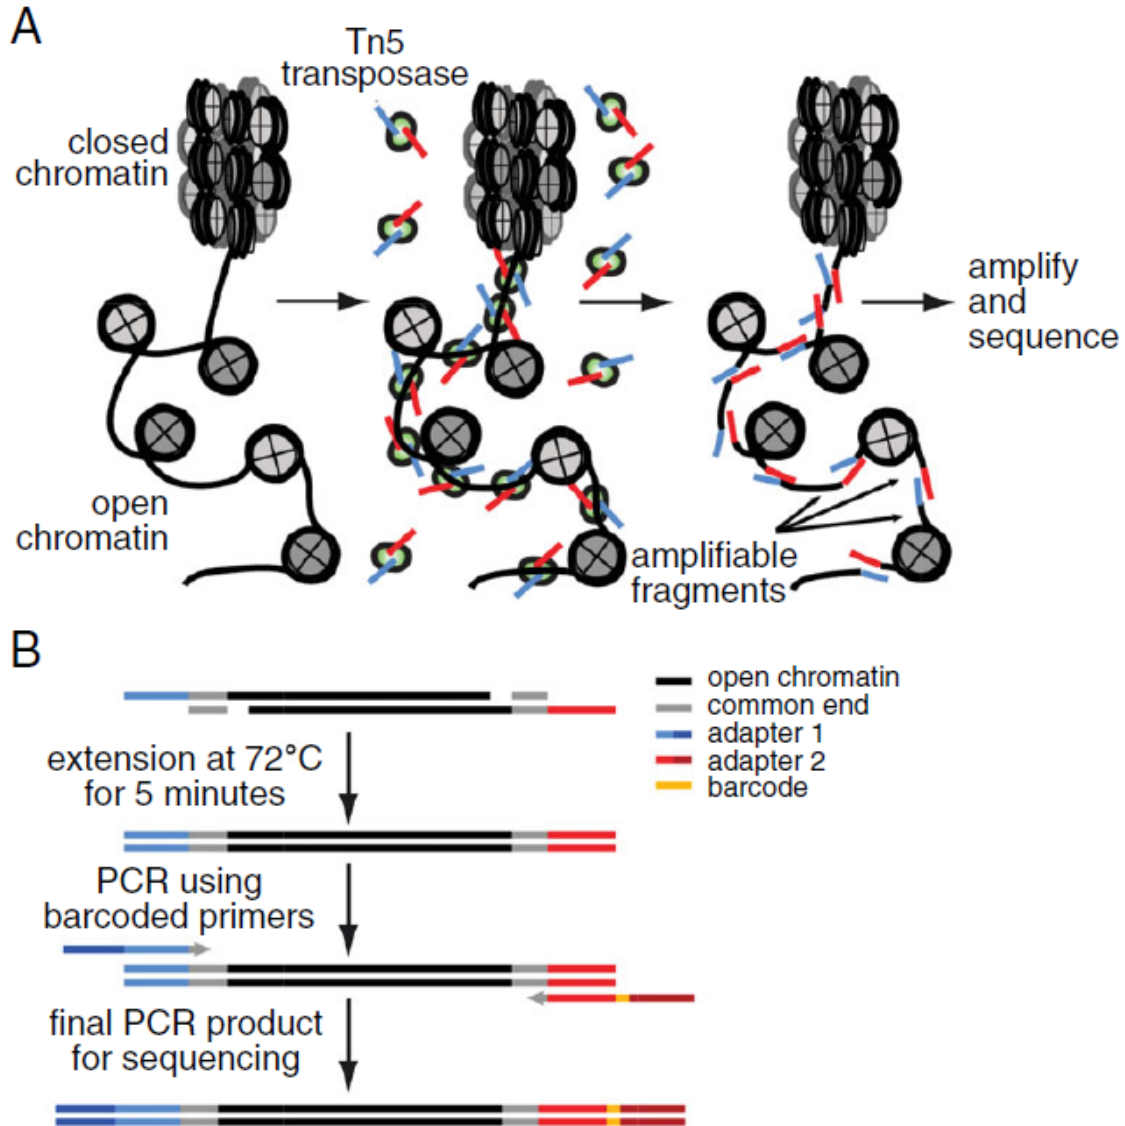 A
Tn5
transposase
closed
chromatin
amplify
and
sequence
open
chromatin
amplifiable
fragments
B
open chromatin
common end
adapter 1
adapter 2
barcode
extension at 72°C
for 5 minutes
PCR using
barcoded primers
final PCR product
for sequencing